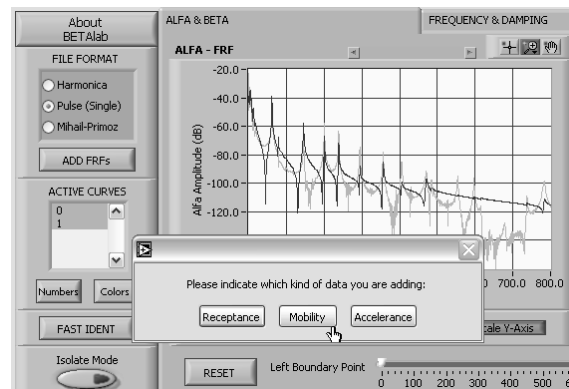 About
BETAlab
FILE FORMAT
Harmonica
Pulse (Single)
Mihail-Primoz
ADD FRFs
ACTIVE CURVES
0
1
Numbers
Colors
FAST IDENT
Isolate Mode
ALFA & BETA
FREQUENCY & DAMPING
ALFA - FRF
Alfa Amplitude (dB)
-20.0
-40.0
-60.0
-80.0
-100.0
-120.0
700.0 800.0
Please indicate which kind of data you are adding:
Receptance
Mobility
Accelerance
cale Y-Axis
RESET
Left Boundary Point
0 100 200 300 400 500